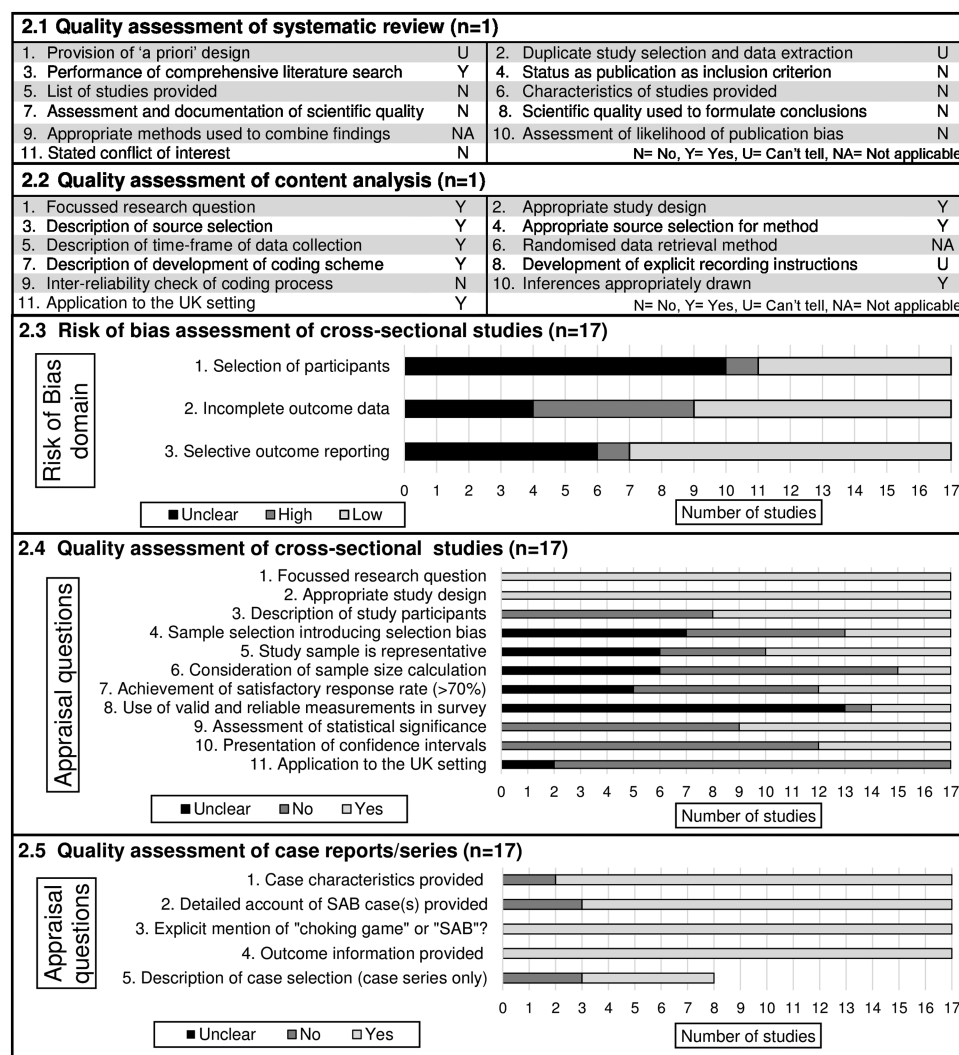 2.1 Quality assessment of systematic review (n=1)
1. Provision of ‘a priori’ design U 2. Duplicate study selection and data extraction U
3. Performance of comprehensive literature search Y 4. Status as publication as inclusion criterion N
5. List of studies provided N 6. Characteristics of studies provided N
7. Assessment and documentation of scientific quality N 8. Scientific quality used to formulate conclusions N
9. Appropriate methods used to combine findings NA 10. Assessment of likelihood of publication bias N
11. Stated conflict of interest N N= No, Y= Yes, U= Can’t tell, NA= Not applicable
2.2 Quality assessment of content analysis (n=1)
1. Focussed research question Y 2. Appropriate study design Y
3. Description of source selection Y 4. Appropriate source selection for method Y
5. Description of time-frame of data collection Y 6. Randomised data retrieval method NA
7. Description of development of coding scheme Y 8. Development of explicit recording instructions U
9. Inter-reliability check of coding process N 10. Inferences appropriately drawn Y
11. Application to the UK setting Y N= No, Y= Yes, U= Can’t tell, NA= Not applicable
2.3 Risk of bias assessment of cross-sectional studies (n=17)
Risk of Bias
domain
1. Selection of participants
2. Incomplete outcome data
3. Selective outcome reporting
0 1 2 3 4 5 6 7 8 9 10 11 12 13 14 15 16 17
Unclear High Low
Number of studies
2.4 Quality assessment of cross-sectional studies (n=17)
Appraisal questions
1. Focussed research question
2. Appropriate study design
3. Description of study participants
4. Sample selection introducing selection bias
5. Study sample is representative
6. Consideration of sample size calculation
7. Achievement of satisfactory response rate (>70%)
8. Use of valid and reliable measurements in survey
9. Assessment of statistical significance
10. Presentation of confidence intervals
11. Application to the UK setting
0 1 2 3 4 5 6 7 8 9 10 11 12 13 14 15 16 17
Unclear No Yes
Number of studies
2.5 Quality assessment of case reports/series (n=17)
Appraisal
questions
1. Case characteristics provided
2. Detailed account of SAB case(s) provided
3. Explicit mention of "choking game" or "SAB"?
4. Outcome information provided
5. Description of case selection (case series only)
0 1 2 3 4 5 6 7 8 9 10 11 12 13 14 15 16 17
Unclear No Yes
Number of studies